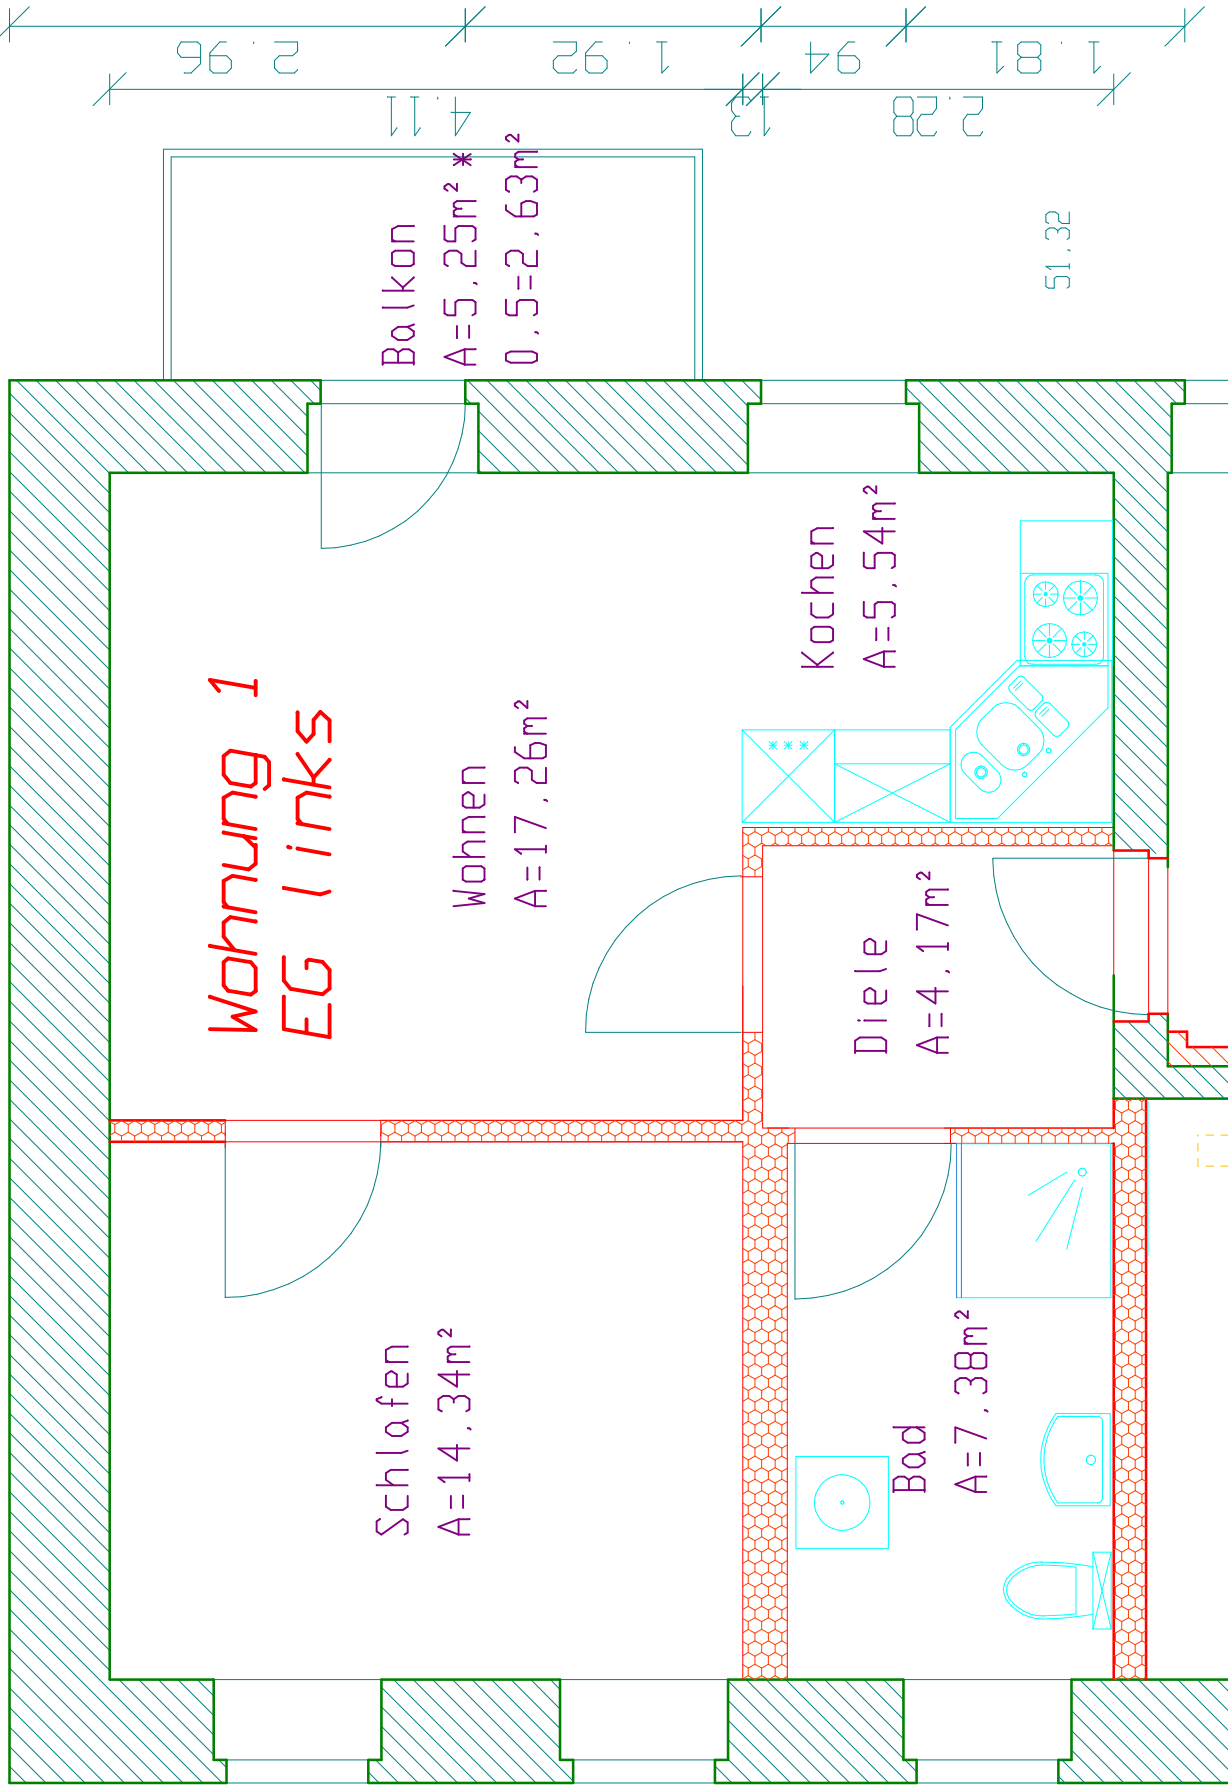 2.96
1.92
94
1.81
4.11
13
2.28
Balkon
A=5,25m² *
0,5=2,63m²
51,32
Wohnung 1
EG links
Wohnen
A=17,26m²
Kochen
A=5,54m²
Diele
A=4,17m²
Schlafen
A=14,34m²
Bad
A=7,38m²